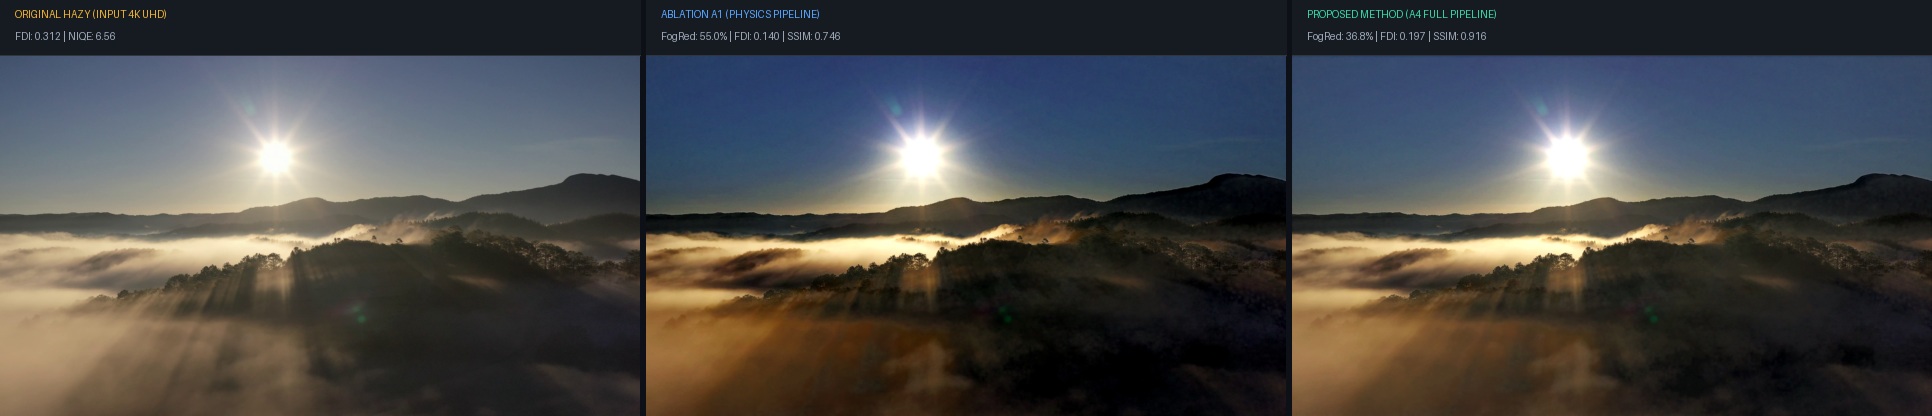 ORIGINAL HAZY (INPUT 4K UHD)
FDI: 0.312 | NIQE: 6.56
ABLATION A1 (PHYSICS PIPELINE)
FogRed: 55.0% | FDI: 0.140 | SSIM: 0.746
PROPOSED METHOD (A4 FULL PIPELINE)
FogRed: 36.8% | FDI: 0.197 | SSIM: 0.916